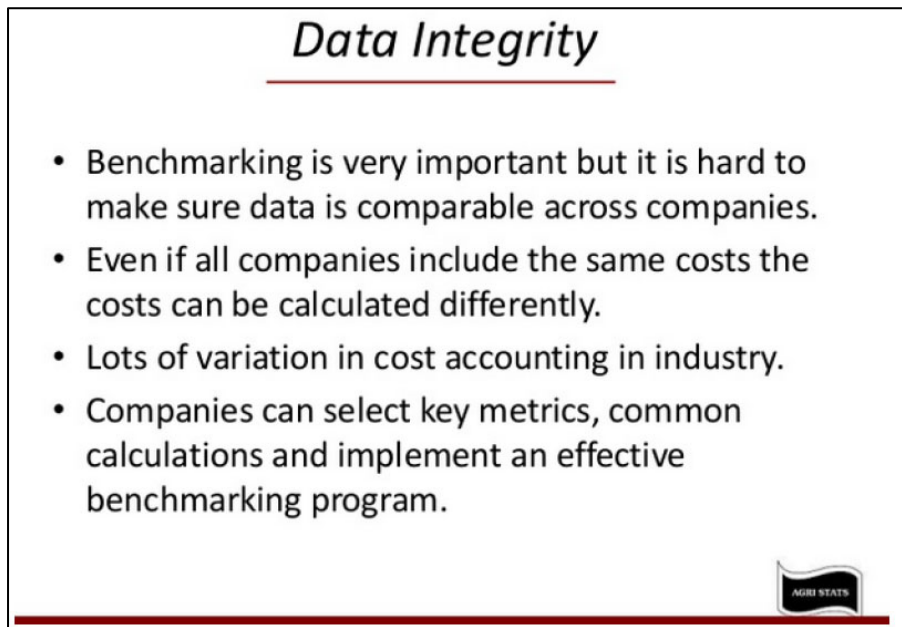 Data Integrity
• Benchmarking is very important but it is hard to
make sure data is comparable across companies.
• Even if all companies include the same costs the
costs can be calculated differently.
• Lots of variation in cost accounting in industry.
• Companies can select key metrics, common
calculations and implement an effective
benchmarking program.
AGRI STATS